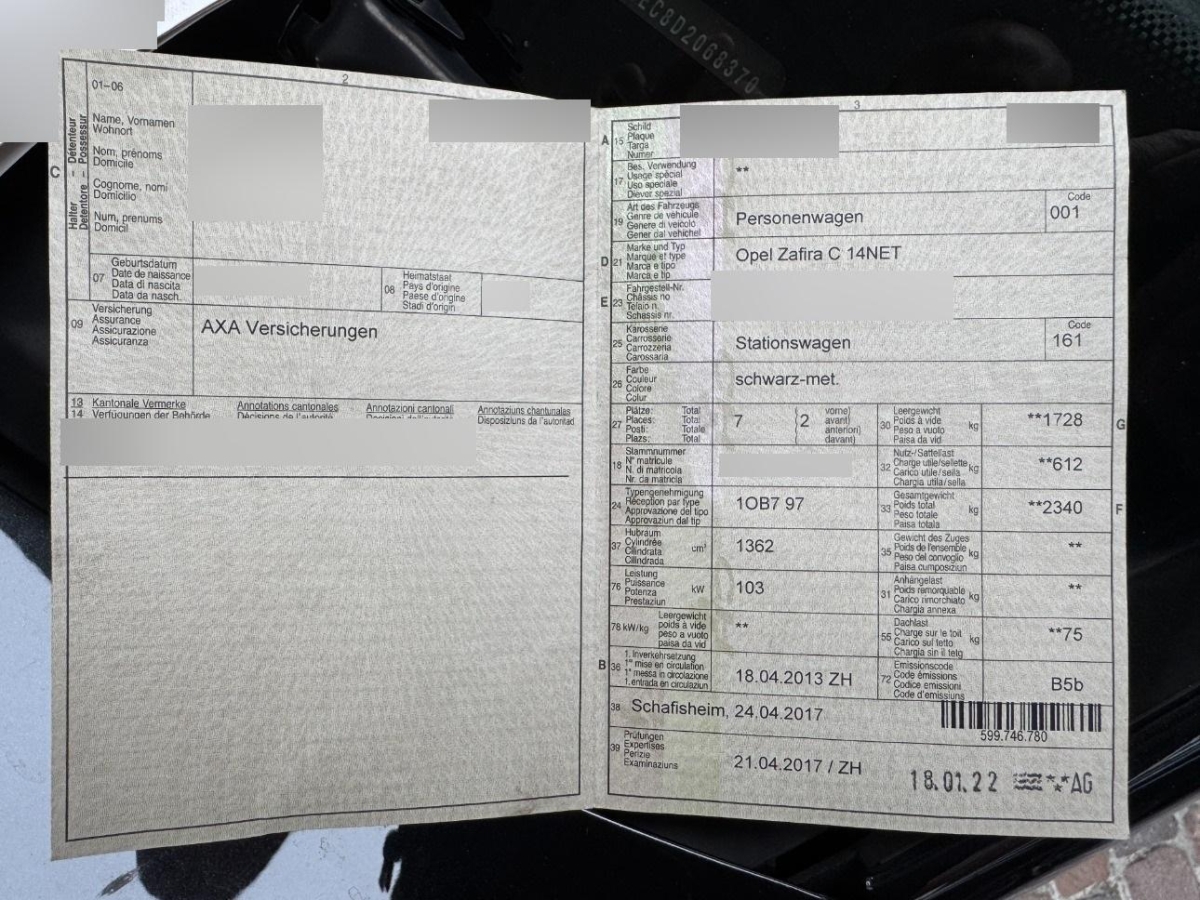 EC8D2068370
2
01–06
Halter – Détenteur
Detentore – Possessur
C
Name, Vornamen
Wohnort
Nom, prénoms
Domicile
Cognome, nomi
Domicilio
Num, prenums
Domicil
07
Geburtsdatum
Date de naissance
Data di nascita
Data da nasch.
08
Heimatstaat
Pays d'origine
Paese d'origine
Stadi d'origin
09
Versicherung
Assurance
Assicurazione
Assicuranza
AXA Versicherungen
13 Kantonale Vermerke Annotations cantonales Annotazioni cantonali Annotaziuns chantunales
14 Verfügungen der Behörde Décisions de l'autorité Disposiziuns da l'autoritad
3
A
15
Schild
Plaque
Targa
Numer
17
Bes. Verwendung
Usage spécial
Uso speciale
Diever spezial
**
19
Art des Fahrzeugs
Genre de véhicule
Genere di veicolo
Gener dal vehichel
Personenwagen
Code
001
D
21
Marke und Typ
Marque et type
Marca e tipo
Marca e tip
Opel Zafira C 14NET
E
23
Fahrgestell-Nr.
Châssis no
Telaio n.
Schassis nr.
25
Karosserie
Carrosserie
Carrozzeria
Carossaria
Stationswagen
Code
161
26
Farbe
Couleur
Colore
Colur
schwarz-met.
27
Plätze: Total
Places: Total
Posti: Totale
Plazs: Total
7
(2
vorne)
avant)
anteriori)
davant)
30
Leergewicht
Poids à vide
Peso a vuoto
Paisa da vid
kg
**1728
G
18
Stammnummer
N° matricule
N. di matricola
Nr. da matricla
32
Nutz-/Sattellast
Charge utile/sellette
Carico utile/sella
Chargia utila/sella
kg
**612
24
Typengenehmigung
Réception par type
Approvazione del tipo
Approvaziun dal tip
1OB7 97
33
Gesamtgewicht
Poids total
Peso totale
Paisa totala
kg
**2340
F
37
Hubraum
Cylindrée
Cilindrata
Cilindrada
cm³
1362
35
Gewicht des Zuges
Poids de l'ensemble
Peso del convoglio
Paisa cumposiziun
kg
**
76
Leistung
Puissance
Potenza
Prestaziun
kW
103
31
Anhängelast
Poids remorquable
Carico rimorchiato
Chargia annexa
kg
**
78 kW/kg
Leergewicht
poids à vide
peso a vuoto
paisa da vid
**
55
Dachlast
Charge sur le toit
Carico sul tetto
Chargia sin il tetg
kg
**75
B
36
1. Inverkehrsetzung
1re mise en circulation
1a messa in circolazione
1. entrada en circulaziun
18.04.2013 ZH
72
Emissionscode
Code émissions
Codice emissioni
Code d'emissiuns
B5b
38
Schafisheim, 24.04.2017
599.746.780
39
Prüfungen
Expertises
Perizie
Examinaziuns
21.04.2017 / ZH
18.01.22 AG